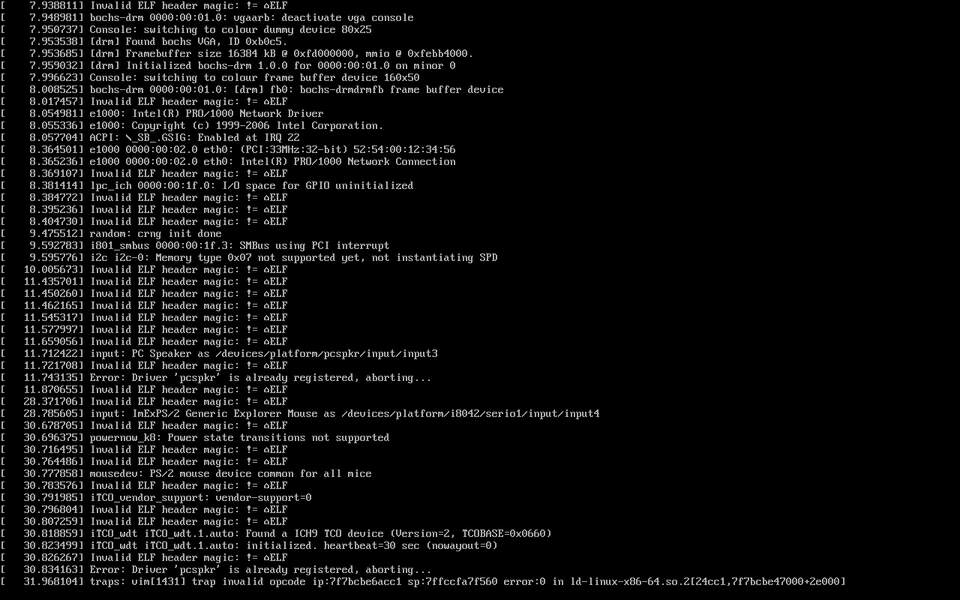 [    7.938811] Invalid ELF header magic: != ⌂ELF
[    7.948981] bochs-drm 0000:00:01.0: vgaarb: deactivate vga console
[    7.950737] Console: switching to colour dummy device 80x25
[    7.953538] [drm] Found bochs VGA, ID 0xb0c5.
[    7.953685] [drm] Framebuffer size 16384 kB @ 0xfd000000, mmio @ 0xfebb4000.
[    7.959032] [drm] Initialized bochs-drm 1.0.0 for 0000:00:01.0 on minor 0
[    7.996623] Console: switching to colour frame buffer device 160x50
[    8.008525] bochs-drm 0000:00:01.0: [drm] fb0: bochs-drmdrmfb frame buffer device
[    8.017457] Invalid ELF header magic: != ⌂ELF
[    8.054981] e1000: Intel(R) PRO/1000 Network Driver
[    8.055336] e1000: Copyright (c) 1999-2006 Intel Corporation.
[    8.057704] ACPI: \_SB_.GSIG: Enabled at IRQ 22
[    8.364501] e1000 0000:00:02.0 eth0: (PCI:33MHz:32-bit) 52:54:00:12:34:56
[    8.365236] e1000 0000:00:02.0 eth0: Intel(R) PRO/1000 Network Connection
[    8.369107] Invalid ELF header magic: != ⌂ELF
[    8.381414] lpc_ich 0000:00:1f.0: I/O space for GPIO uninitialized
[    8.384772] Invalid ELF header magic: != ⌂ELF
[    8.395236] Invalid ELF header magic: != ⌂ELF
[    8.404730] Invalid ELF header magic: != ⌂ELF
[    9.475512] random: crng init done
[    9.592783] i801_smbus 0000:00:1f.3: SMBus using PCI interrupt
[    9.595776] i2c i2c-0: Memory type 0x07 not supported yet, not instantiating SPD
[   10.005673] Invalid ELF header magic: != ⌂ELF
[   11.435701] Invalid ELF header magic: != ⌂ELF
[   11.450260] Invalid ELF header magic: != ⌂ELF
[   11.462165] Invalid ELF header magic: != ⌂ELF
[   11.545317] Invalid ELF header magic: != ⌂ELF
[   11.577997] Invalid ELF header magic: != ⌂ELF
[   11.659056] Invalid ELF header magic: != ⌂ELF
[   11.712422] input: PC Speaker as /devices/platform/pcspkr/input/input3
[   11.721708] Invalid ELF header magic: != ⌂ELF
[   11.743135] Error: Driver 'pcspkr' is already registered, aborting...
[   11.870655] Invalid ELF header magic: != ⌂ELF
[   28.371706] Invalid ELF header magic: != ⌂ELF
[   28.785605] input: ImExPS/2 Generic Explorer Mouse as /devices/platform/i8042/serio1/input/input4
[   30.678705] Invalid ELF header magic: != ⌂ELF
[   30.696375] powernow_k8: Power state transitions not supported
[   30.716495] Invalid ELF header magic: != ⌂ELF
[   30.764486] Invalid ELF header magic: != ⌂ELF
[   30.777858] mousedev: PS/2 mouse device common for all mice
[   30.783576] Invalid ELF header magic: != ⌂ELF
[   30.791985] iTCO_vendor_support: vendor-support=0
[   30.796804] Invalid ELF header magic: != ⌂ELF
[   30.807259] Invalid ELF header magic: != ⌂ELF
[   30.818859] iTCO_wdt iTCO_wdt.1.auto: Found a ICH9 TCO device (Version=2, TCOBASE=0x0660)
[   30.823499] iTCO_wdt iTCO_wdt.1.auto: initialized. heartbeat=30 sec (nowayout=0)
[   30.826267] Invalid ELF header magic: != ⌂ELF
[   30.834163] Error: Driver 'pcspkr' is already registered, aborting...
[   31.968104] traps: vim[1431] trap invalid opcode ip:7f7bcbe6acc1 sp:7ffccfa7f560 error:0 in ld-linux-x86-64.so.2[24cc1,7f7bcbe47000+2e000]